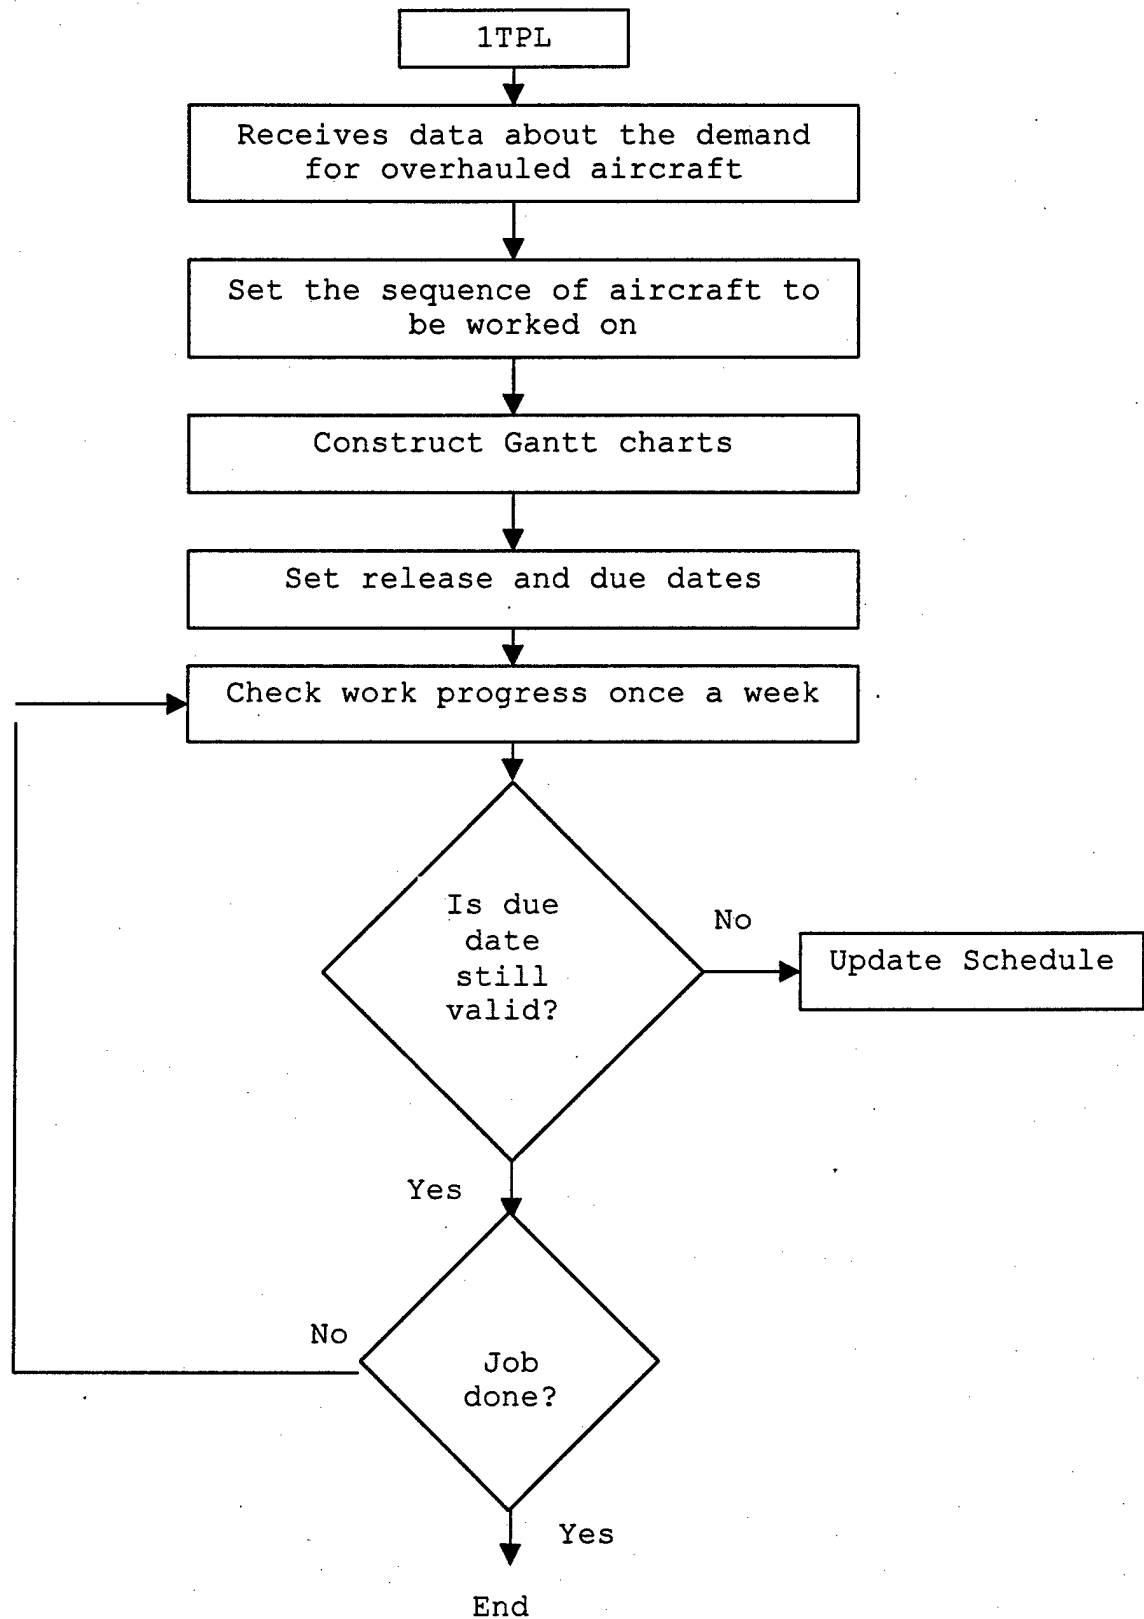 1TPL
Receives data about the demand
for overhauled aircraft
Set the sequence of aircraft to
be worked on
Construct Gantt charts
Set release and due dates
Check work progress once a week
Is due
date
still
valid?
No
Update Schedule
Yes
No
Job
done?
Yes
End